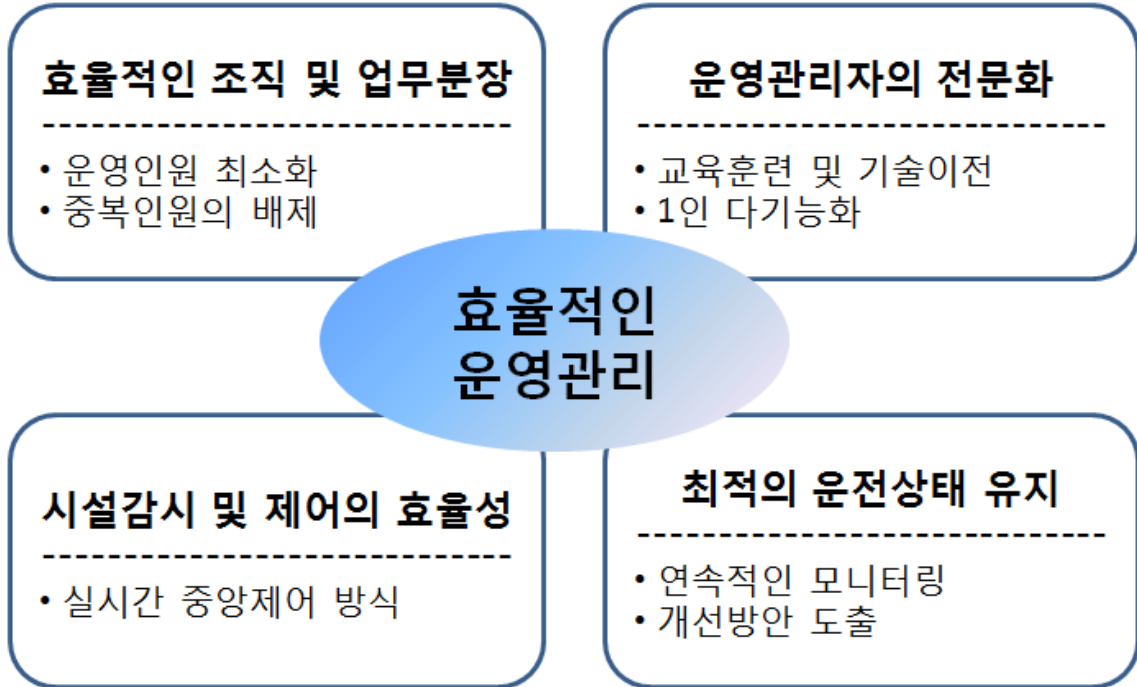 효율적인 조직 및 업무분장
• 운영인원 최소화
• 중복인원의 배제
운영관리자의 전문화
• 교육훈련 및 기술이전
• 1인 다기능화
효율적인
운영관리
시설감시 및 제어의 효율성
• 실시간 중앙제어 방식
최적의 운전상태 유지
• 연속적인 모니터링
• 개선방안 도출